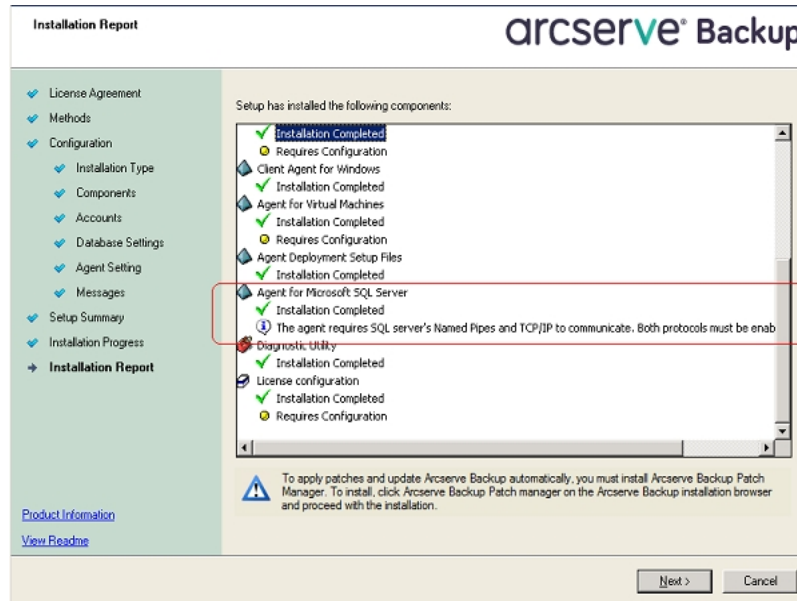 Installation Report
arcserve® Backup
License Agreement
Methods
Configuration
Installation Type
Components
Accounts
Database Settings
Agent Setting
Messages
Setup Summary
Installation Progress
Installation Report
Product Information
View Readme
Setup has installed the following components:
Installation Completed
Requires Configuration
Client Agent for Windows
Installation Completed
Agent for Virtual Machines
Installation Completed
Requires Configuration
Agent Deployment Setup Files
Installation Completed
Agent for Microsoft SQL Server
Installation Completed
The agent requires SQL server's Named Pipes and TCP/IP to communicate. Both protocols must be enab
Diagnostic Utility
Installation Completed
License configuration
Installation Completed
Requires Configuration
To apply patches and update Arcserve Backup automatically, you must install Arcserve Backup Patch
Manager. To install, click Arcserve Backup Patch manager on the Arcserve Backup installation browser
and proceed with the installation.
Next >
Cancel